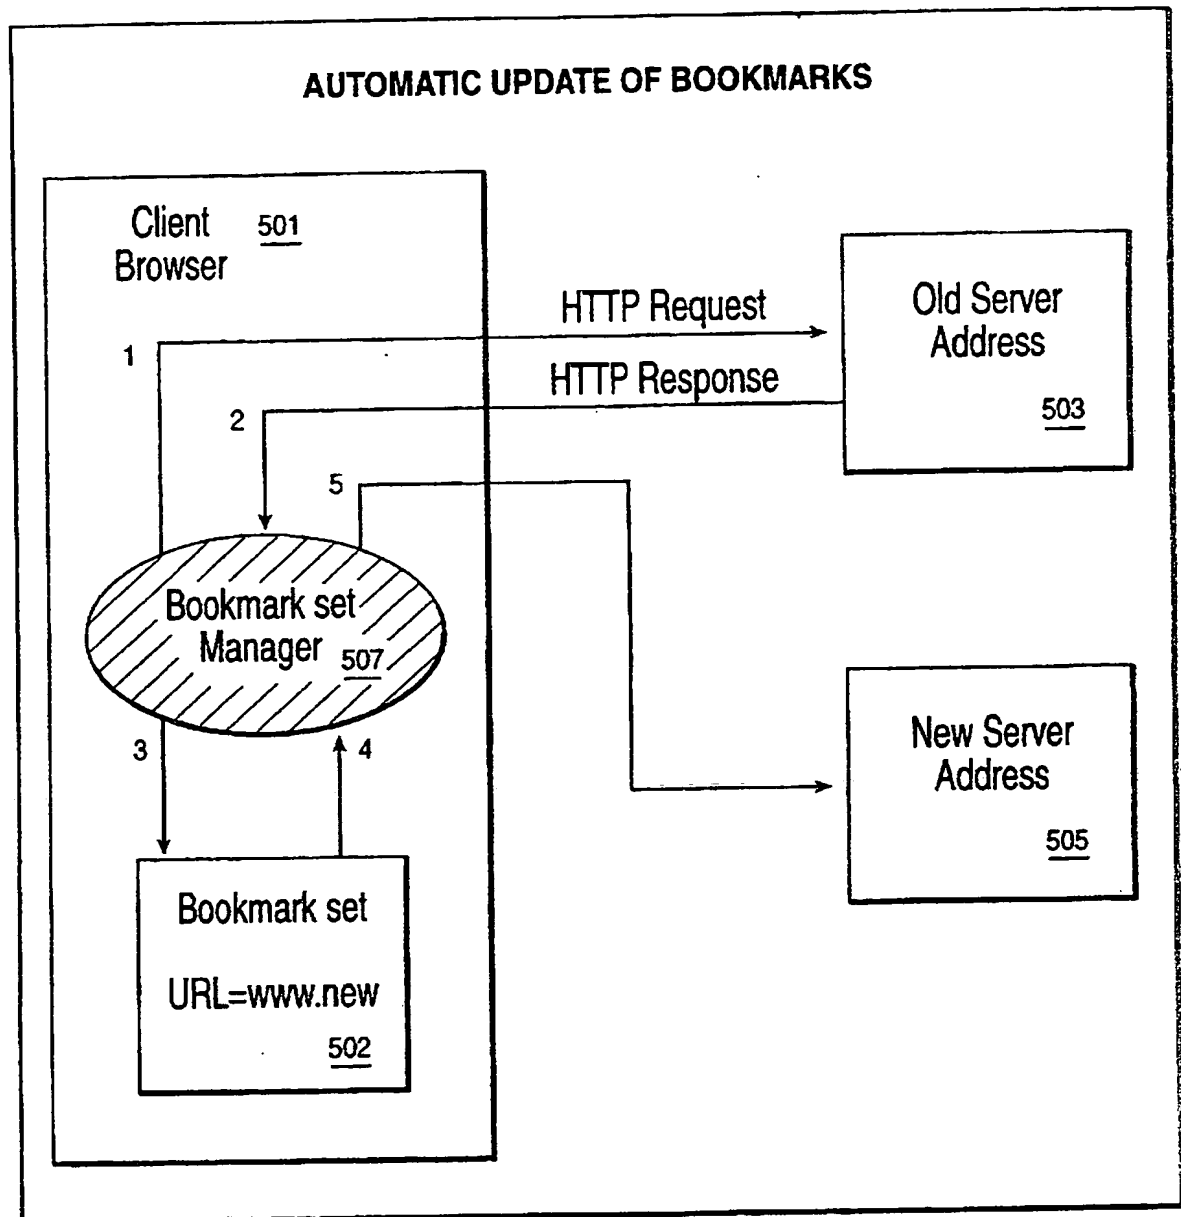 AUTOMATIC UPDATE OF BOOKMARKS
Client
Browser
501
1
HTTP Request
Old Server
Address
503
HTTP Response
2
5
Bookmark set
Manager
507
3
4
New Server
Address
505
Bookmark set
URL=www.new
502